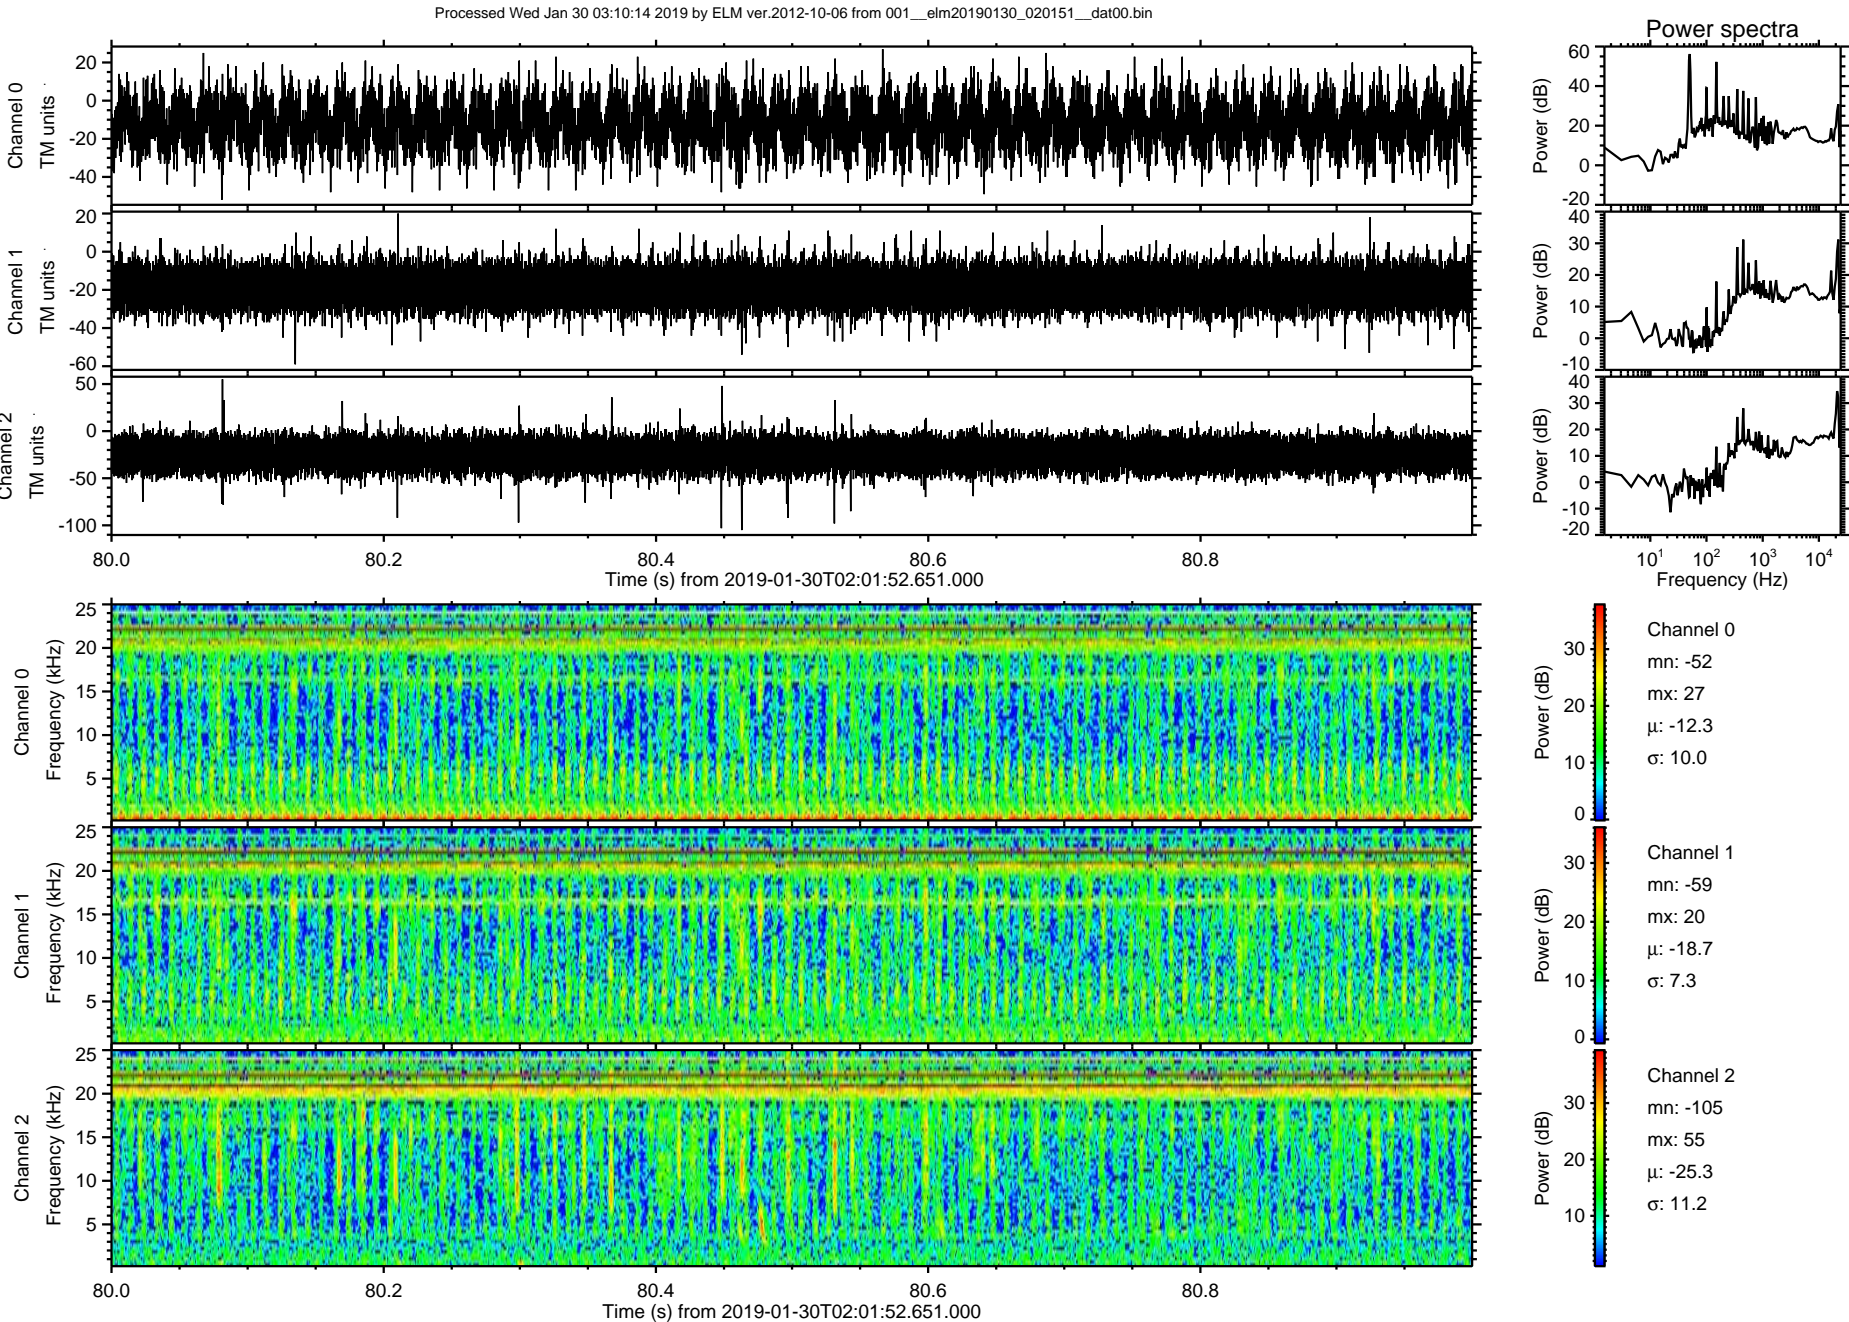 Processed Wed Jan 30 03:10:14 2019 by ELM ver.2012-10-06 from 001__elm20190130_020151__dat00.bin
Power spectra
Channel 0
TM units
20
0
-20
-40
Power (dB)
60
40
20
0
-20
Channel 1
TM units
20
0
-20
-40
-60
Power (dB)
40
30
20
10
0
-10
Channel 2
TM units
50
0
-50
-100
Power (dB)
40
30
20
10
0
-10
-20
80.0 80.2 80.4 80.6 80.8
Time (s) from 2019-01-30T02:01:52.651.000
10¹ 10² 10³ 10⁴
Frequency (Hz)
Channel 0
Frequency (kHz)
25
20
15
10
5
Power (dB)
30
20
10
0
Channel 0
mn: -52
mx: 27
µ: -12.3
σ: 10.0
Channel 1
Frequency (kHz)
25
20
15
10
5
Power (dB)
30
20
10
0
Channel 1
mn: -59
mx: 20
µ: -18.7
σ: 7.3
Channel 2
Frequency (kHz)
25
20
15
10
5
Power (dB)
30
20
10
Channel 2
mn: -105
mx: 55
µ: -25.3
σ: 11.2
80.0 80.2 80.4 80.6 80.8
Time (s) from 2019-01-30T02:01:52.651.000